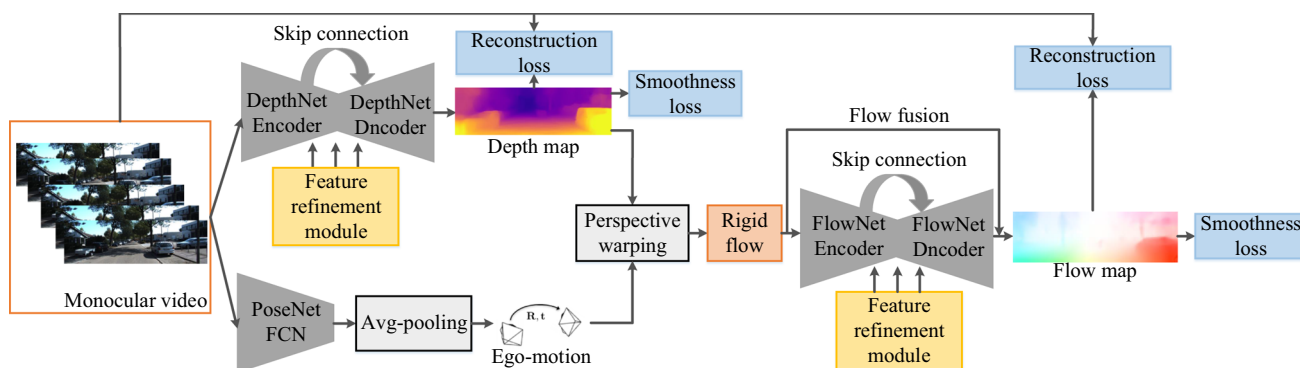 Skip connection
DepthNet
Encoder
DepthNet
Dncoder
Feature
refinement
module
Monocular video
PoseNet
FCN
Avg-pooling
R, t
Ego-motion
Reconstruction
loss
Smoothness
loss
Depth map
Perspective
warping
Rigid
flow
Flow fusion
Skip connection
FlowNet
Encoder
FlowNet
Dncoder
Feature
refinement
module
Reconstruction
loss
Flow map
Smoothness
loss